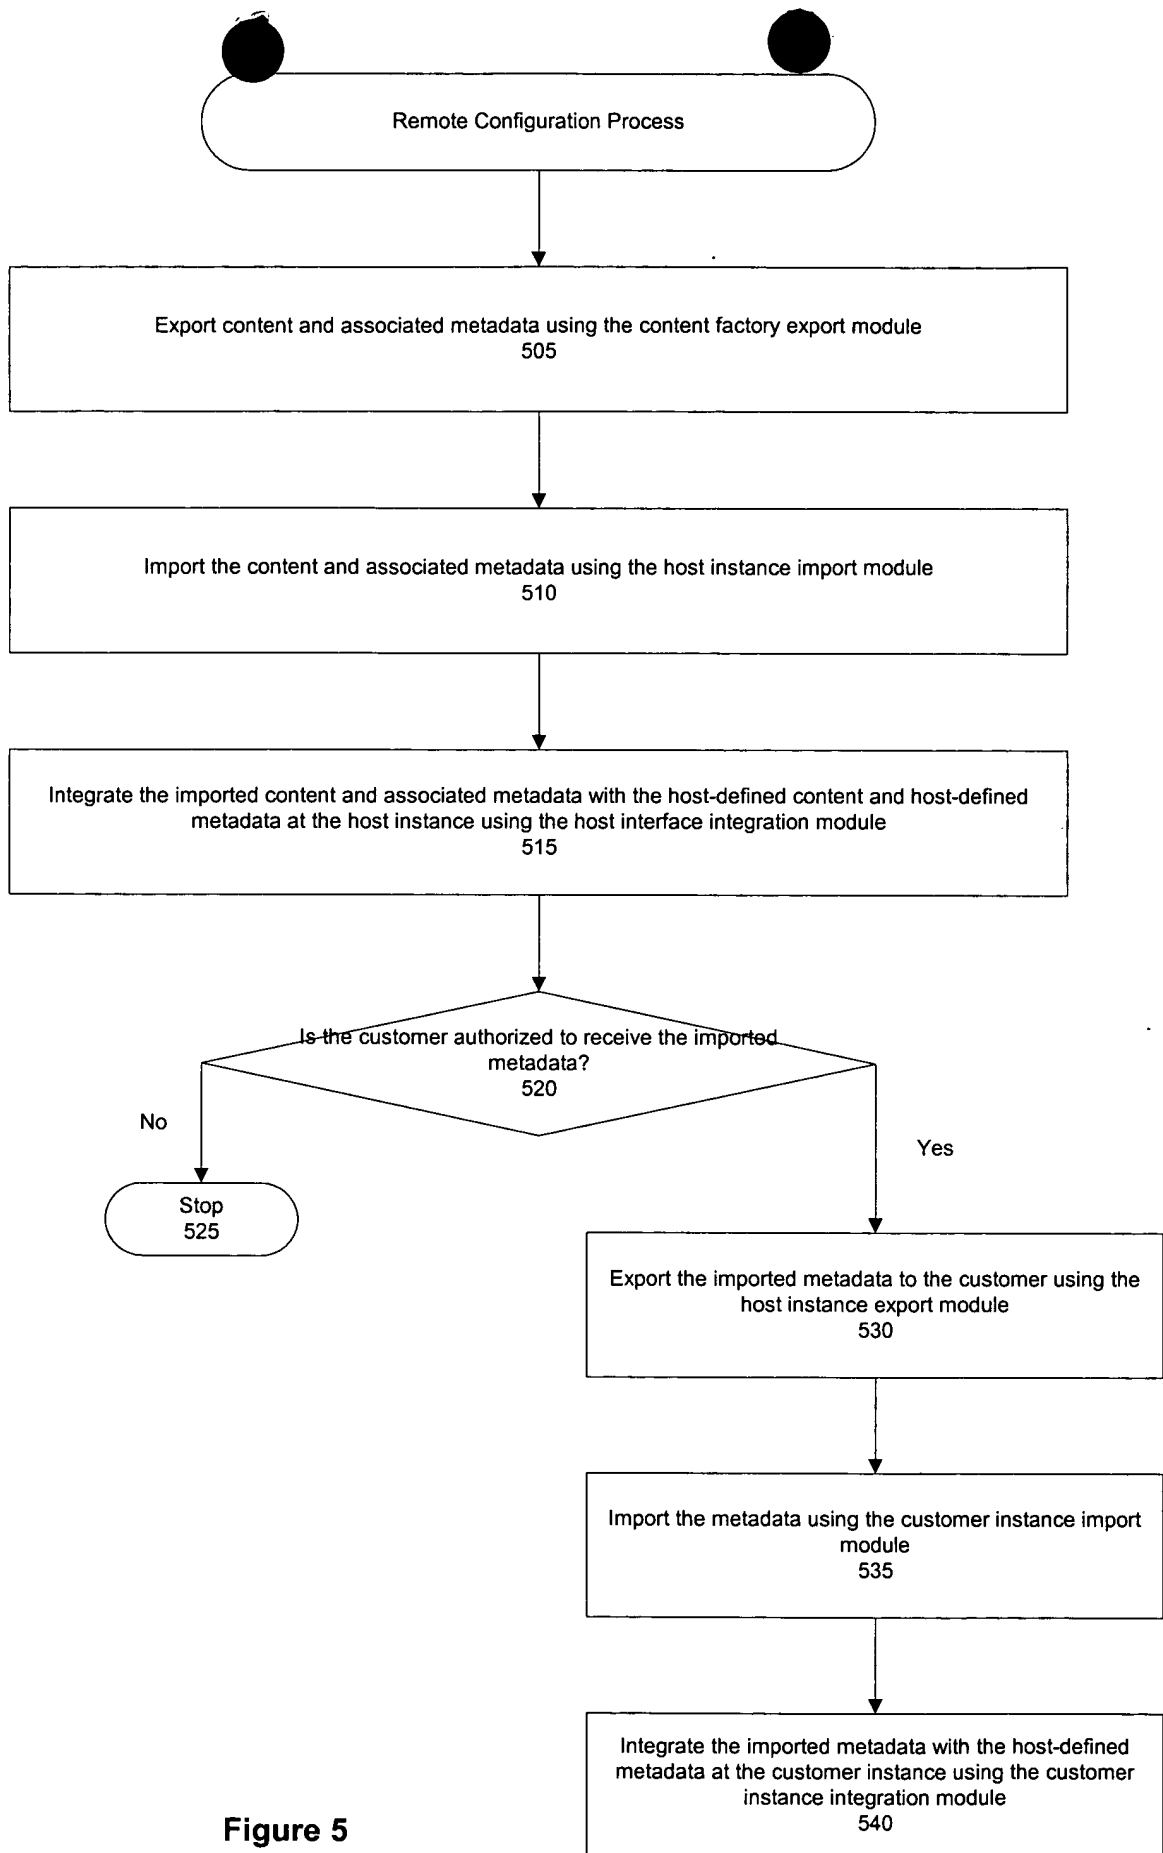 Remote Configuration Process
Export content and associated metadata using the content factory export module
505
Import the content and associated metadata using the host instance import module
510
Integrate the imported content and associated metadata with the host-defined content and host-defined
metadata at the host instance using the host interface integration module
515
Is the customer authorized to receive the imported
metadata?
520
No
Yes
Stop
525
Export the imported metadata to the customer using the
host instance export module
530
Import the metadata using the customer instance import
module
535
Integrate the imported metadata with the host-defined
metadata at the customer instance using the customer
instance integration module
540
Figure 5